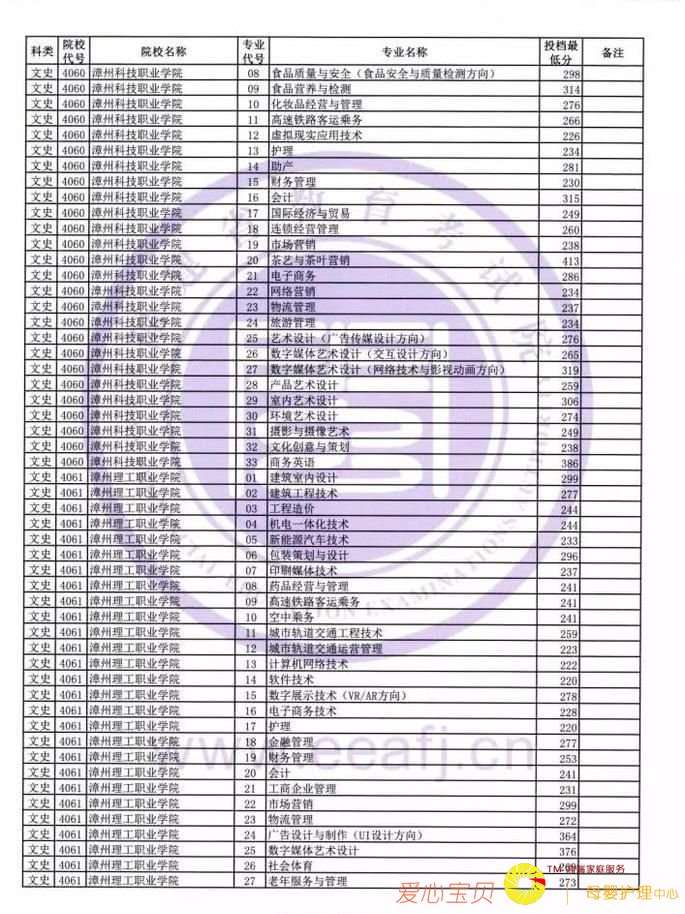 科类 院校代号 院校名称 专业代号 专业名称 投档最低分 备注
文史 4060 漳州科技职业学院 08 食品质量与安全（食品安全与质量检测方向） 298
文史 4060 漳州科技职业学院 09 食品营养与检测 314
文史 4060 漳州科技职业学院 10 化妆品经营与管理 276
文史 4060 漳州科技职业学院 11 高速铁路客运乘务 266
文史 4060 漳州科技职业学院 12 虚拟现实应用技术 226
文史 4060 漳州科技职业学院 13 护理 234
文史 4060 漳州科技职业学院 14 助产 281
文史 4060 漳州科技职业学院 15 财务管理 230
文史 4060 漳州科技职业学院 16 会计 315
文史 4060 漳州科技职业学院 17 国际经济与贸易 249
文史 4060 漳州科技职业学院 18 连锁经营管理 260
文史 4060 漳州科技职业学院 19 市场营销 238
文史 4060 漳州科技职业学院 20 茶艺与茶叶营销 413
文史 4060 漳州科技职业学院 21 电子商务 286
文史 4060 漳州科技职业学院 22 网络营销 234
文史 4060 漳州科技职业学院 23 物流管理 237
文史 4060 漳州科技职业学院 24 旅游管理 234
文史 4060 漳州科技职业学院 25 艺术设计（广告传媒设计方向） 276
文史 4060 漳州科技职业学院 26 数字媒体艺术设计（交互设计方向） 265
文史 4060 漳州科技职业学院 27 数字媒体艺术设计（网络技术与影视动画方向） 319
文史 4060 漳州科技职业学院 28 产品艺术设计 259
文史 4060 漳州科技职业学院 29 室内艺术设计 306
文史 4060 漳州科技职业学院 30 环境艺术设计 274
文史 4060 漳州科技职业学院 31 摄影与摄像艺术 249
文史 4060 漳州科技职业学院 32 文化创意与策划 238
文史 4060 漳州科技职业学院 33 商务英语 386
文史 4061 漳州理工职业学院 01 建筑室内设计 299
文史 4061 漳州理工职业学院 02 建筑工程技术 277
文史 4061 漳州理工职业学院 03 工程造价 244
文史 4061 漳州理工职业学院 04 机电一体化技术 244
文史 4061 漳州理工职业学院 05 新能源汽车技术 233
文史 4061 漳州理工职业学院 06 包装策划与设计 296
文史 4061 漳州理工职业学院 07 印刷媒体技术 237
文史 4061 漳州理工职业学院 08 药品经营与管理 241
文史 4061 漳州理工职业学院 09 高速铁路客运乘务 241
文史 4061 漳州理工职业学院 10 空中乘务 241
文史 4061 漳州理工职业学院 11 城市轨道交通工程技术 259
文史 4061 漳州理工职业学院 12 城市轨道交通运营管理 223
文史 4061 漳州理工职业学院 13 计算机网络技术 222
文史 4061 漳州理工职业学院 14 软件技术 220
文史 4061 漳州理工职业学院 15 数字展示技术（VR/AR方向） 278
文史 4061 漳州理工职业学院 16 电子商务技术 228
文史 4061 漳州理工职业学院 17 护理 220
文史 4061 漳州理工职业学院 18 金融管理 277
文史 4061 漳州理工职业学院 19 财务管理 253
文史 4061 漳州理工职业学院 20 会计 241
文史 4061 漳州理工职业学院 21 工商企业管理 231
文史 4061 漳州理工职业学院 22 市场营销 299
文史 4061 漳州理工职业学院 23 物流管理 272
文史 4061 漳州理工职业学院 24 广告设计与制作（UI设计方向） 364
文史 4061 漳州理工职业学院 25 数字媒体艺术设计 376
文史 4061 漳州理工职业学院 26 社会体育
文史 4061 漳州理工职业学院 27 老年服务与管理 273
www.eeafj.cn
爱心宝贝
TM 家庭服务
母婴护理中心